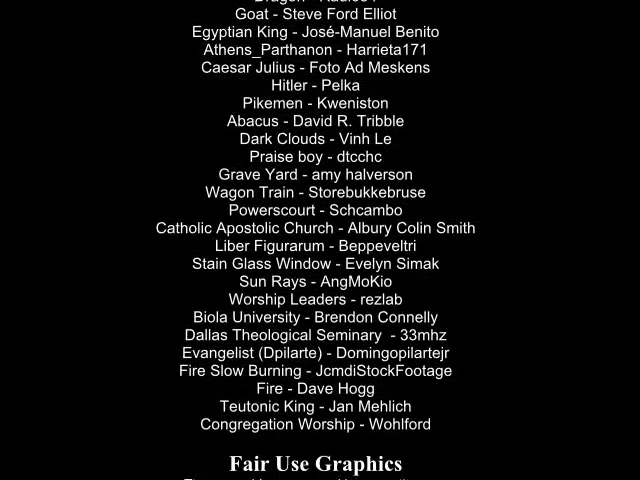 Goat - Steve Ford Elliot
Egyptian King - José-Manuel Benito
Athens_Parthanon - Harrieta171
Caesar Julius - Foto Ad Meskens
Hitler - Pelka
Pikemen - Kweniston
Abacus - David R. Tribble
Dark Clouds - Vinh Le
Praise boy - dtcchc
Grave Yard - amy halverson
Wagon Train - Storebukkebruse
Powerscourt - Schcambo
Catholic Apostolic Church - Albury Colin Smith
Liber Figurarum - Beppeveltri
Stain Glass Window - Evelyn Simak
Sun Rays - AngMoKio
Worship Leaders - rezlab
Biola University - Brendon Connelly
Dallas Theological Seminary - 33mhz
Evangelist (Dpilarte) - Domingopilartejr
Fire Slow Burning - JcmdiStockFootage
Fire - Dave Hogg
Teutonic King - Jan Mehlich
Congregation Worship - Wohlford
Fair Use Graphics